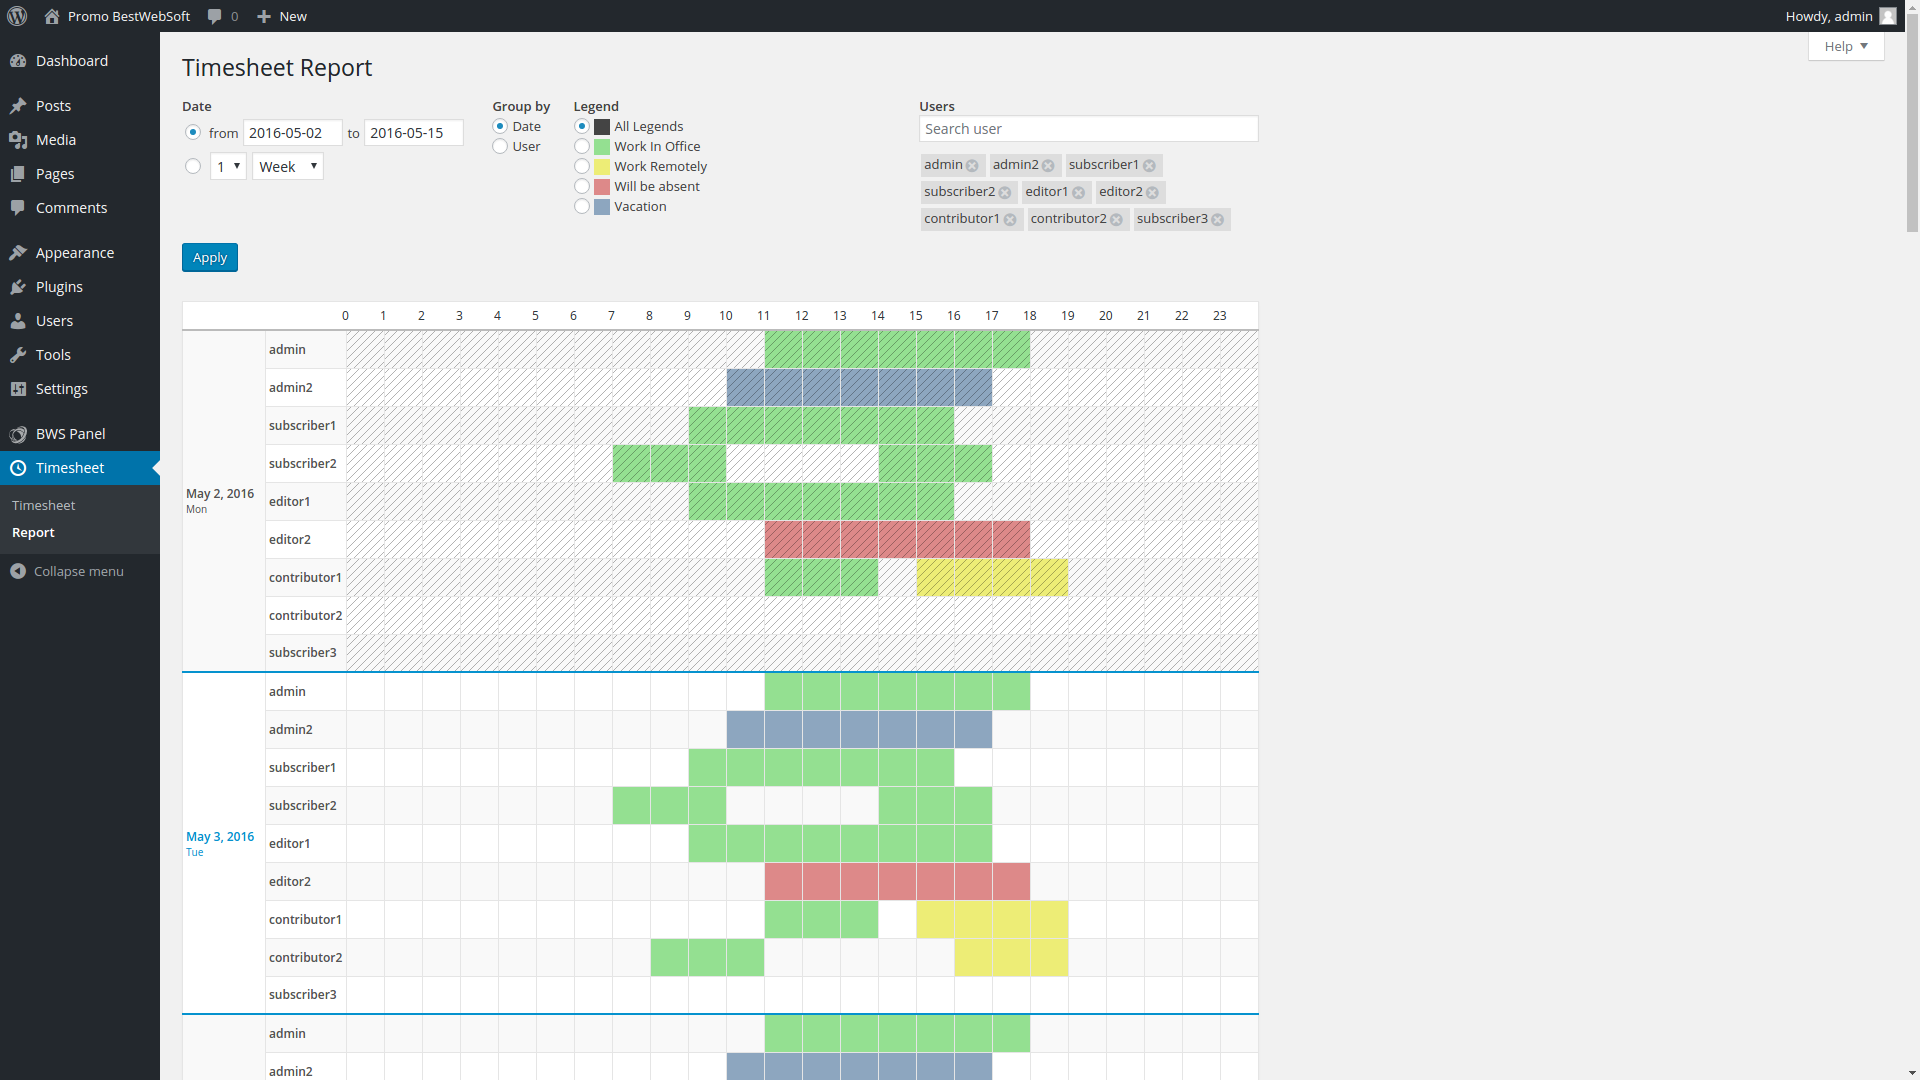 Promo BestWebSoft 0 New Howdy, admin
Help
Dashboard
Posts
Media
Pages
Comments
Appearance
Plugins
Users
Tools
Settings
BWS Panel
Timesheet
Timesheet
Report
Collapse menu
Timesheet Report
Date
from 2016-05-02 to 2016-05-15
1 Week
Group by
Date
User
Legend
All Legends
Work In Office
Work Remotely
Will be absent
Vacation
Users
Search user
admin admin2 subscriber1
subscriber2 editor1 editor2
contributor1 contributor2 subscriber3
Apply
0 1 2 3 4 5 6 7 8 9 10 11 12 13 14 15 16 17 18 19 20 21 22 23
May 2, 2016
Mon
admin
admin2
subscriber1
subscriber2
editor1
editor2
contributor1
contributor2
subscriber3
May 3, 2016
Tue
admin
admin2
subscriber1
subscriber2
editor1
editor2
contributor1
contributor2
subscriber3
admin
admin2